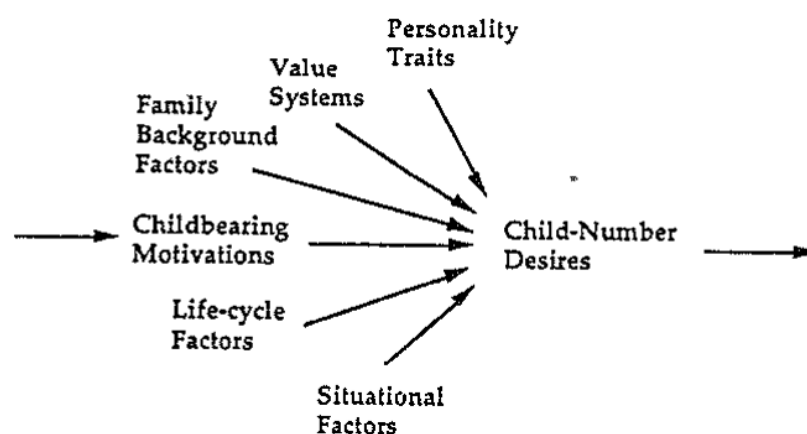 Personality
Traits
Value
Systems
Family
Background
Factors
Childbearing
Motivations
Child-Number
Desires
Life-cycle
Factors
Situational
Factors